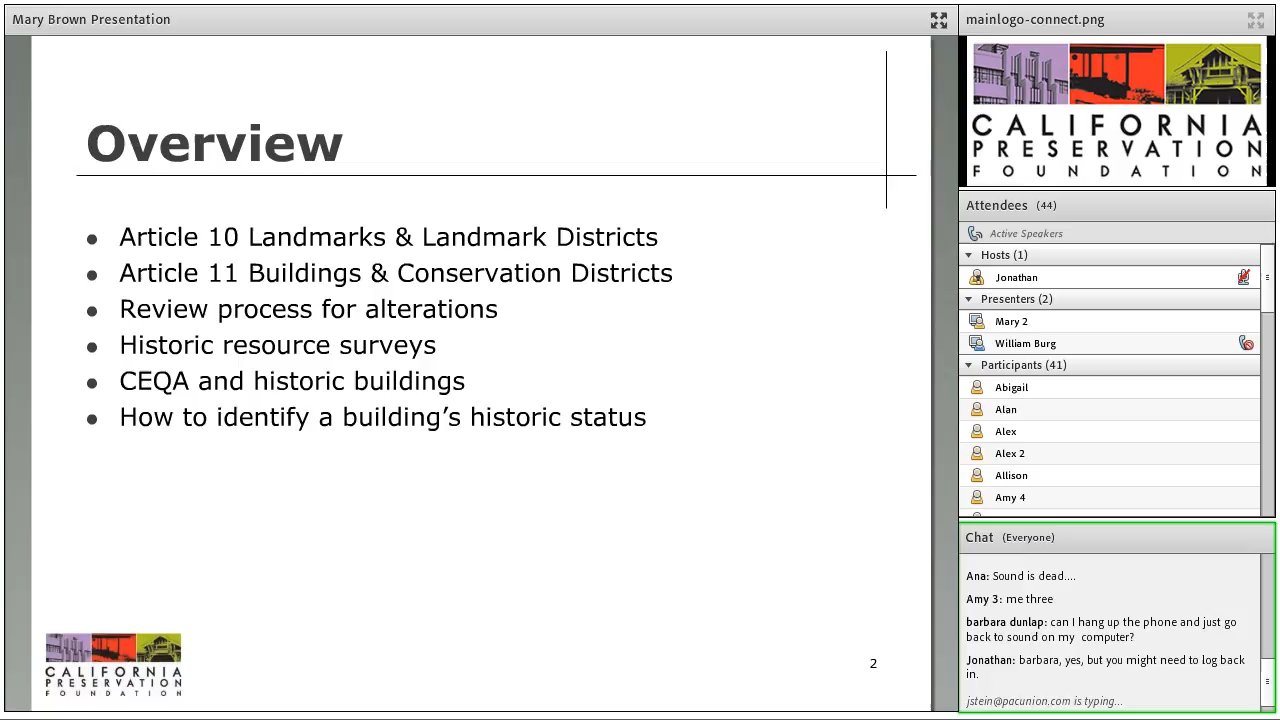 Mary Brown Presentation
Overview
Article 10 Landmarks & Landmark Districts
Article 11 Buildings & Conservation Districts
Review process for alterations
Historic resource surveys
CEQA and historic buildings
How to identify a building’s historic status
CALIFORNIA
PRESERVATION
FOUNDATION
2
mainlogo-connect.png
CALIFORNIA
PRESERVATION
FOUNDATION
Attendees (44)
Active Speakers
Hosts (1)
Jonathan
Presenters (2)
Mary 2
William Burg
Participants (41)
Abigail
Alan
Alex
Alex 2
Allison
Amy 4
Chat (Everyone)
Ana: Sound is dead....
Amy 3: me three
barbara dunlap: can I hang up the phone and just go
back to sound on my computer?
Jonathan: barbara, yes, but you might need to log back
in.
jstein@pacunion.com is typing...